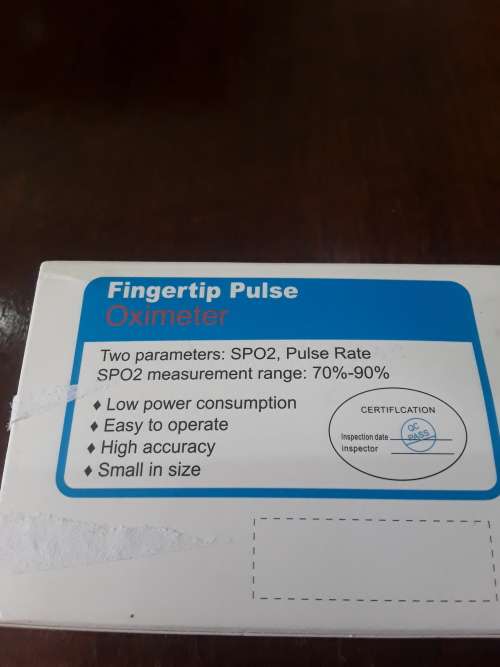 Fingertip Pulse
Oximeter
Two parameters: SPO2, Pulse Rate
SPO2 measurement range: 70%-90%
♦ Low power consumption
♦ Easy to operate
♦ High accuracy
♦ Small in size
CERTIFLCATION
QC
PASS
Inspection date
inspector